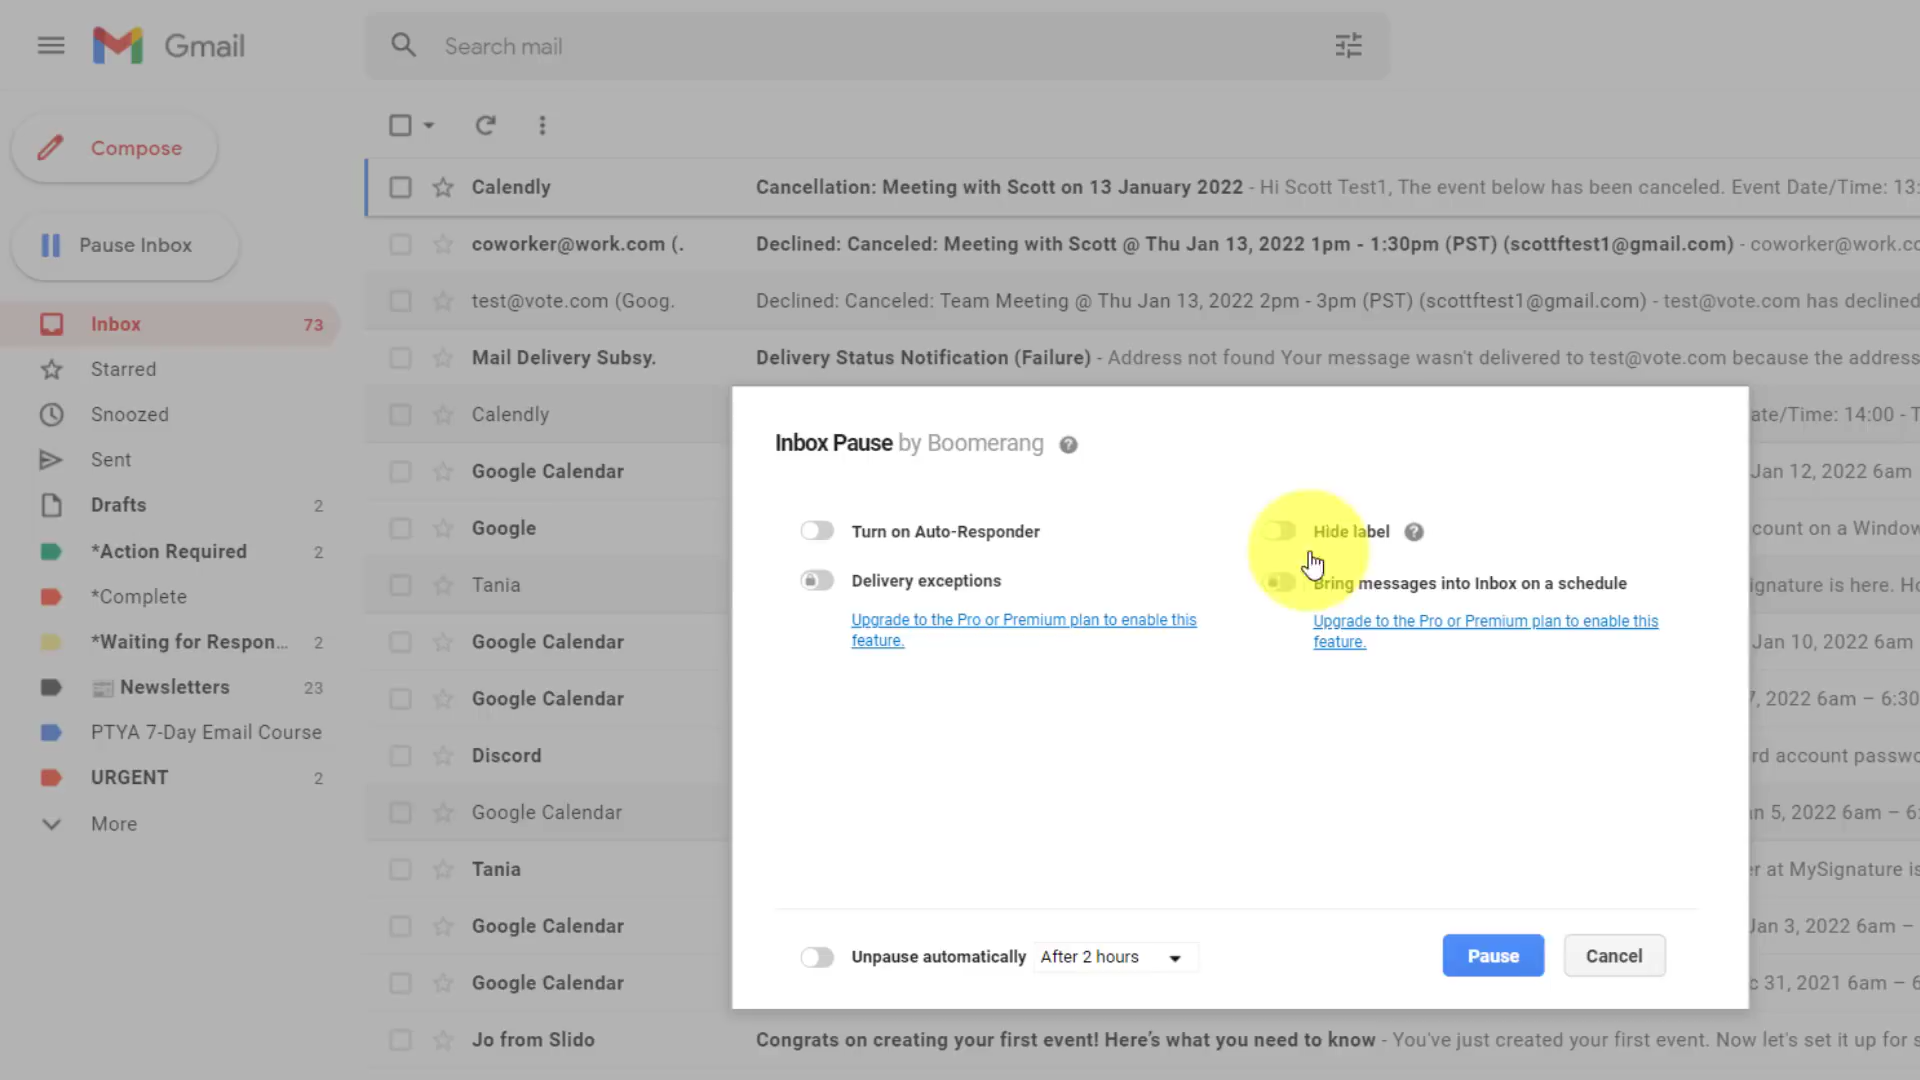 Gmail
Search mail
Compose
Pause Inbox
Inbox 73
Starred
Snoozed
Sent
Drafts 2
*Action Required 2
*Complete
*Waiting for Respon... 2
Newsletters 23
PTYA 7-Day Email Course
URGENT 2
More
Calendly Cancellation: Meeting with Scott on 13 January 2022 - Hi Scott Test1, The event below has been canceled. Event Date/Time: 13:
coworker@work.com (. Declined: Canceled: Meeting with Scott @ Thu Jan 13, 2022 1pm - 1:30pm (PST) (scottftest1@gmail.com) - coworker@work.co
test@vote.com (Goog. Declined: Canceled: Team Meeting @ Thu Jan 13, 2022 2pm - 3pm (PST) (scottftest1@gmail.com) - test@vote.com has declined
Mail Delivery Subsy. Delivery Status Notification (Failure) - Address not found Your message wasn't delivered to test@vote.com because the address
Calendly ate/Time: 14:00 - T
Google Calendar Jan 12, 2022 6am
Google count on a Window
Tania ignature is here. Ho
Google Calendar Jan 10, 2022 6am
Google Calendar 7, 2022 6am – 6:30
Discord rd account passwo
Google Calendar n 5, 2022 6am – 6:
Tania er at MySignature is
Google Calendar Jan 3, 2022 6am –
Google Calendar c 31, 2021 6am – 6
Jo from Slido Congrats on creating your first event! Here's what you need to know - You've just created your first event. Now let's set it up for s
Inbox Pause by Boomerang ?
Turn on Auto-Responder
Delivery exceptions
Upgrade to the Pro or Premium plan to enable this
feature.
Hide label ?
Bring messages into Inbox on a schedule
Upgrade to the Pro or Premium plan to enable this
feature.
Unpause automatically After 2 hours
Pause Cancel